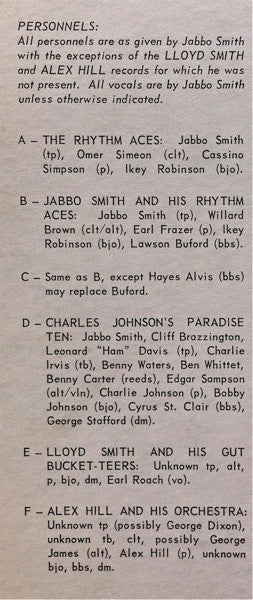 PERSONNELS:
All personnels are as given by Jabbo Smith
with the exceptions of the LLOYD SMITH
and ALEX HILL records for which he was
not present. All vocals are by Jabbo Smith
unless otherwise indicated.
A – THE RHYTHM ACES: Jabbo Smith
(tp), Omer Simeon (clt), Cassino
Simpson (p), Ikey Robinson (bjo).
B – JABBO SMITH AND HIS RHYTHM
ACES: Jabbo Smith (tp), Willard
Brown (clt/alt), Earl Frazer (p), Ikey
Robinson (bjo), Lawson Buford (bbs).
C – Same as B, except Hayes Alvis (bbs)
may replace Buford.
D – CHARLES JOHNSON'S PARADISE
TEN: Jabbo Smith, Cliff Brazzington,
Leonard "Ham" Davis (tp), Charlie
Irvis (tb), Benny Waters, Ben Whittet,
Benny Carter (reeds), Edgar Sampson
(alt/vln), Charlie Johnson (p), Bobby
Johnson (bjo), Cyrus St. Clair (bbs),
George Stafford (dm).
E – LLOYD SMITH AND HIS GUT
BUCKET-TEERS: Unknown tp, alt,
p, bjo, dm, Earl Roach (vo).
F – ALEX HILL AND HIS ORCHESTRA:
Unknown tp (possibly George Dixon),
unknown tb, clt, possibly George
James (alt), Alex Hill (p), unknown
bjo, bbs, dm.